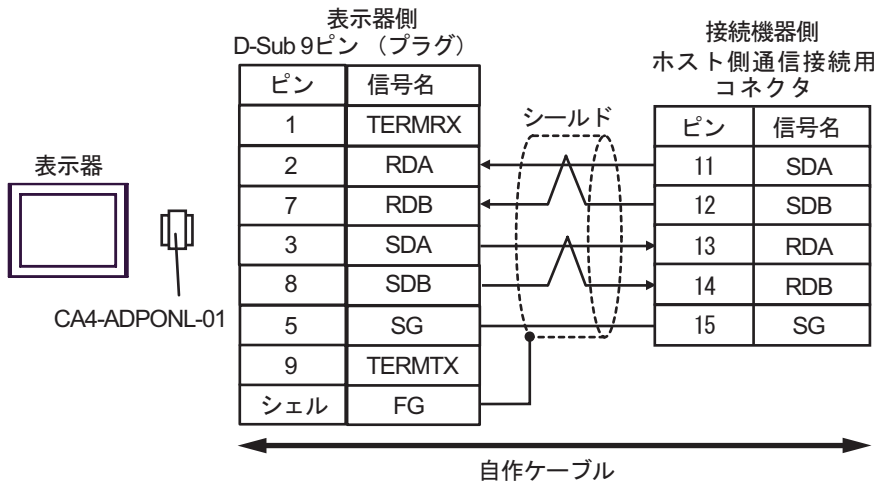 表示器側
D-Sub 9ピン （プラグ）
接続機器側
ホスト側通信接続用
コネクタ
ピン 信号名
シールド
ピン 信号名
1 TERMRX
表示器
2 RDA 11 SDA
7 RDB 12 SDB
3 SDA 13 RDA
8 SDB 14 RDB
CA4-ADPONL-01
5 SG 15 SG
9 TERMTX
シェル FG
自作ケーブル